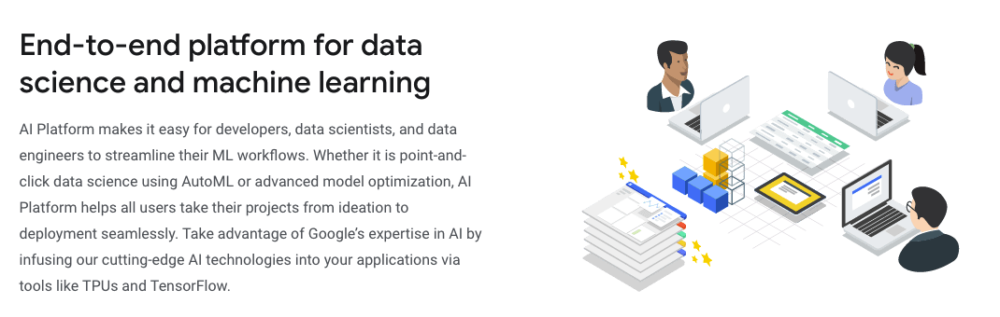 End-to-end platform for data
science and machine learning
AI Platform makes it easy for developers, data scientists, and data
engineers to streamline their ML workflows. Whether it is point-and-
click data science using AutoML or advanced model optimization, AI
Platform helps all users take their projects from ideation to
deployment seamlessly. Take advantage of Google’s expertise in AI by
infusing our cutting-edge AI technologies into your applications via
tools like TPUs and TensorFlow.